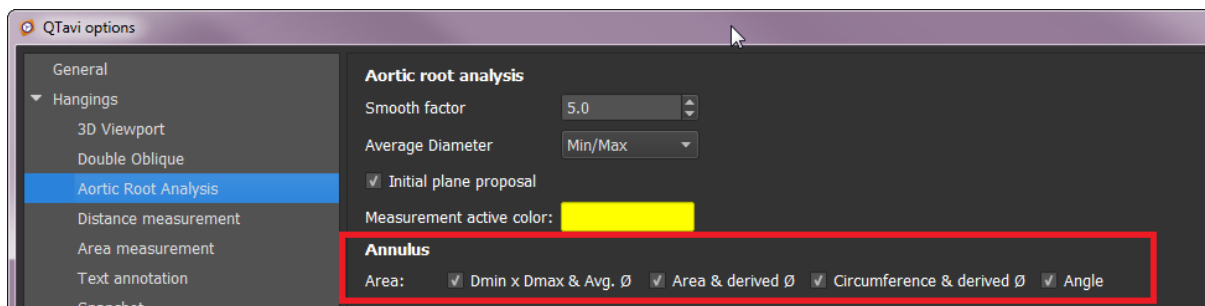 QTavi options
General
Hangings
3D Viewport
Double Oblique
Aortic Root Analysis
Distance measurement
Area measurement
Text annotation
Snapshot
Aortic root analysis
Smooth factor 5.0
Average Diameter Min/Max
Initial plane proposal
Measurement active color:
Annulus
Area: Dmin x Dmax & Avg. Ø Area & derived Ø Circumference & derived Ø Angle